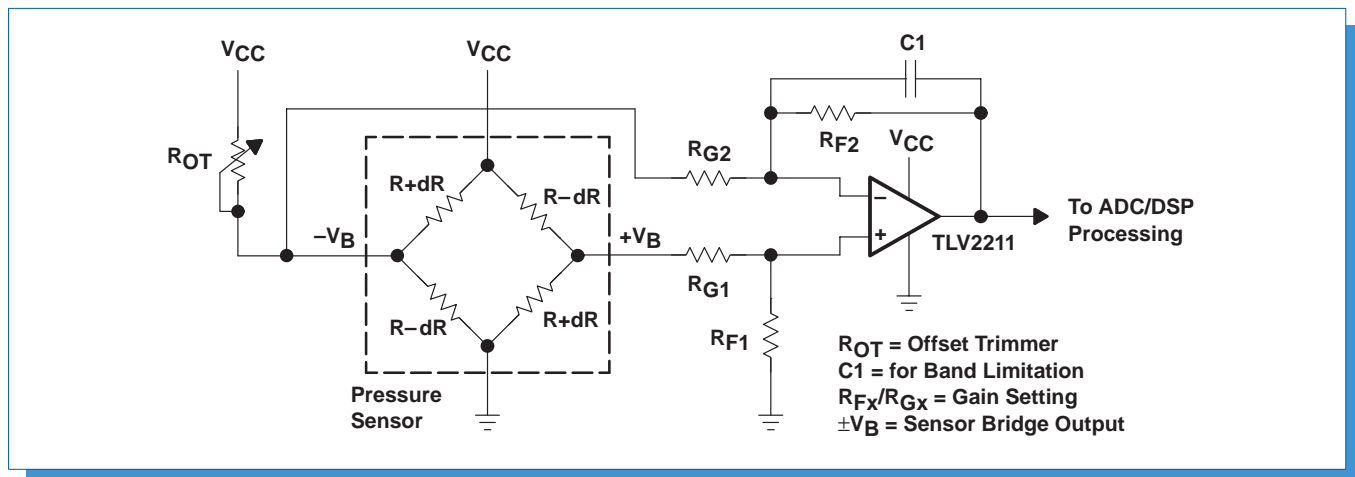 VCC
VCC
C1
ROT
R+dR
R−dR
−VB
+VB
R−dR
R+dR
Pressure
Sensor
RG2
RF2
VCC
−
+
TLV2211
RG1
RF1
To ADC/DSP
Processing
ROT = Offset Trimmer
C1 = for Band Limitation
RFx/RGx = Gain Setting
±VB = Sensor Bridge Output